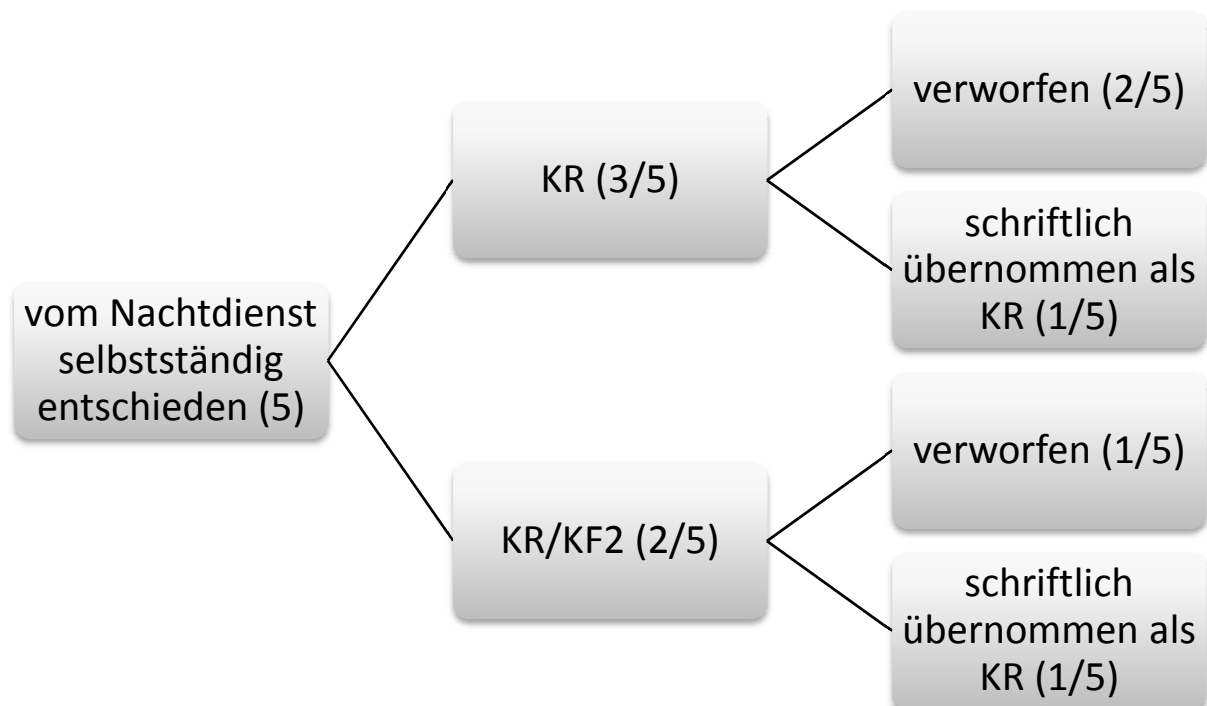 vom Nachtdienst
selbstständig
entschieden (5)
KR (3/5)
verworfen (2/5)
schriftlich
übernommen als
KR (1/5)
KR/KF2 (2/5)
verworfen (1/5)
schriftlich
übernommen als
KR (1/5)